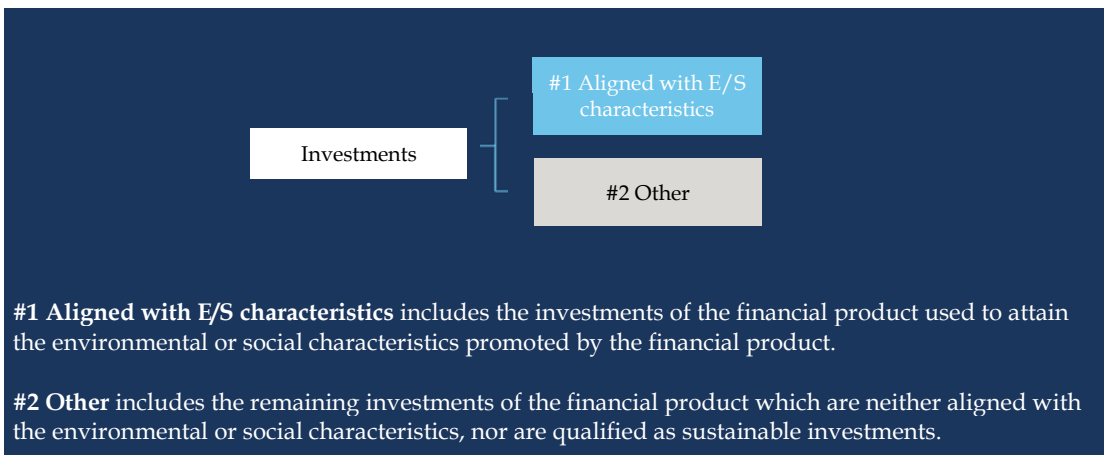 #1 Aligned with E/S
characteristics
Investments
#2 Other
#1 Aligned with E/S characteristics includes the investments of the financial product used to attain
the environmental or social characteristics promoted by the financial product.
#2 Other includes the remaining investments of the financial product which are neither aligned with
the environmental or social characteristics, nor are qualified as sustainable investments.